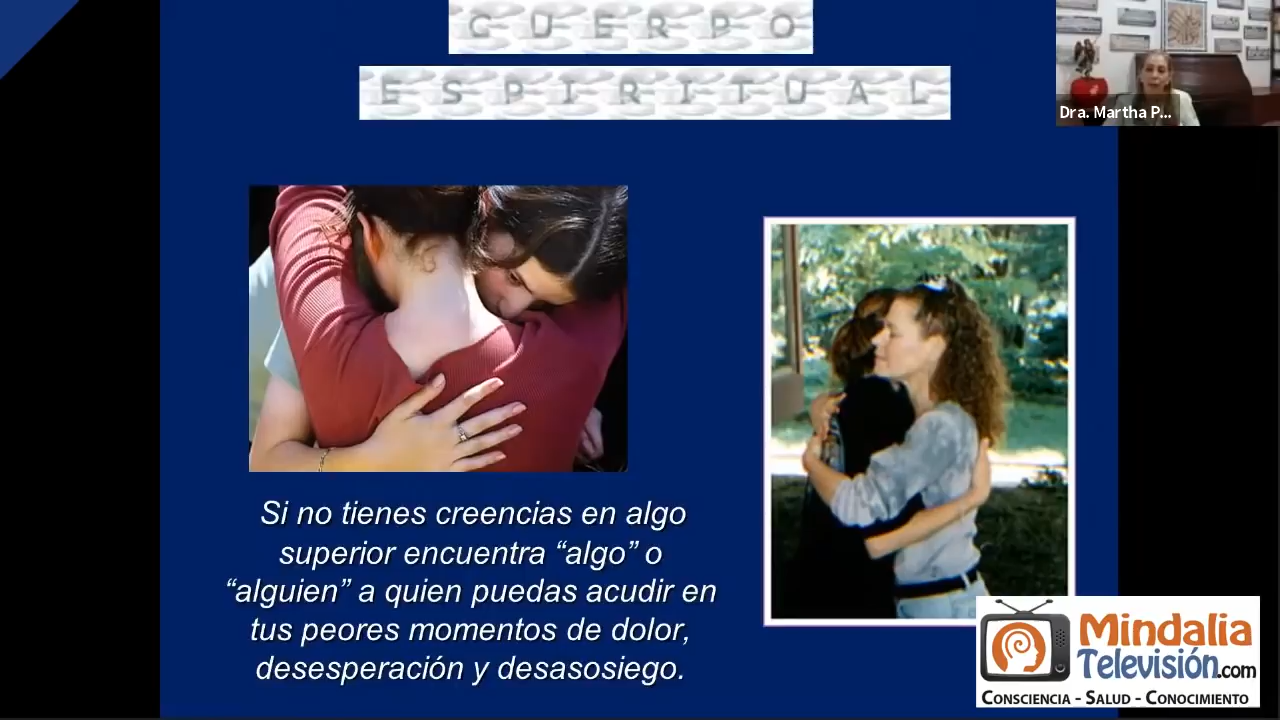 CUERPO
ESPIRITUAL
Dra. Martha P...
Si no tienes creencias en algo
superior encuentra “algo” o
“alguien” a quien puedas acudir en
tus peores momentos de dolor,
desesperación y desasosiego.
Mindalia
Televisión.com
CONSCIENCIA - SALUD - CONOCIMIENTO